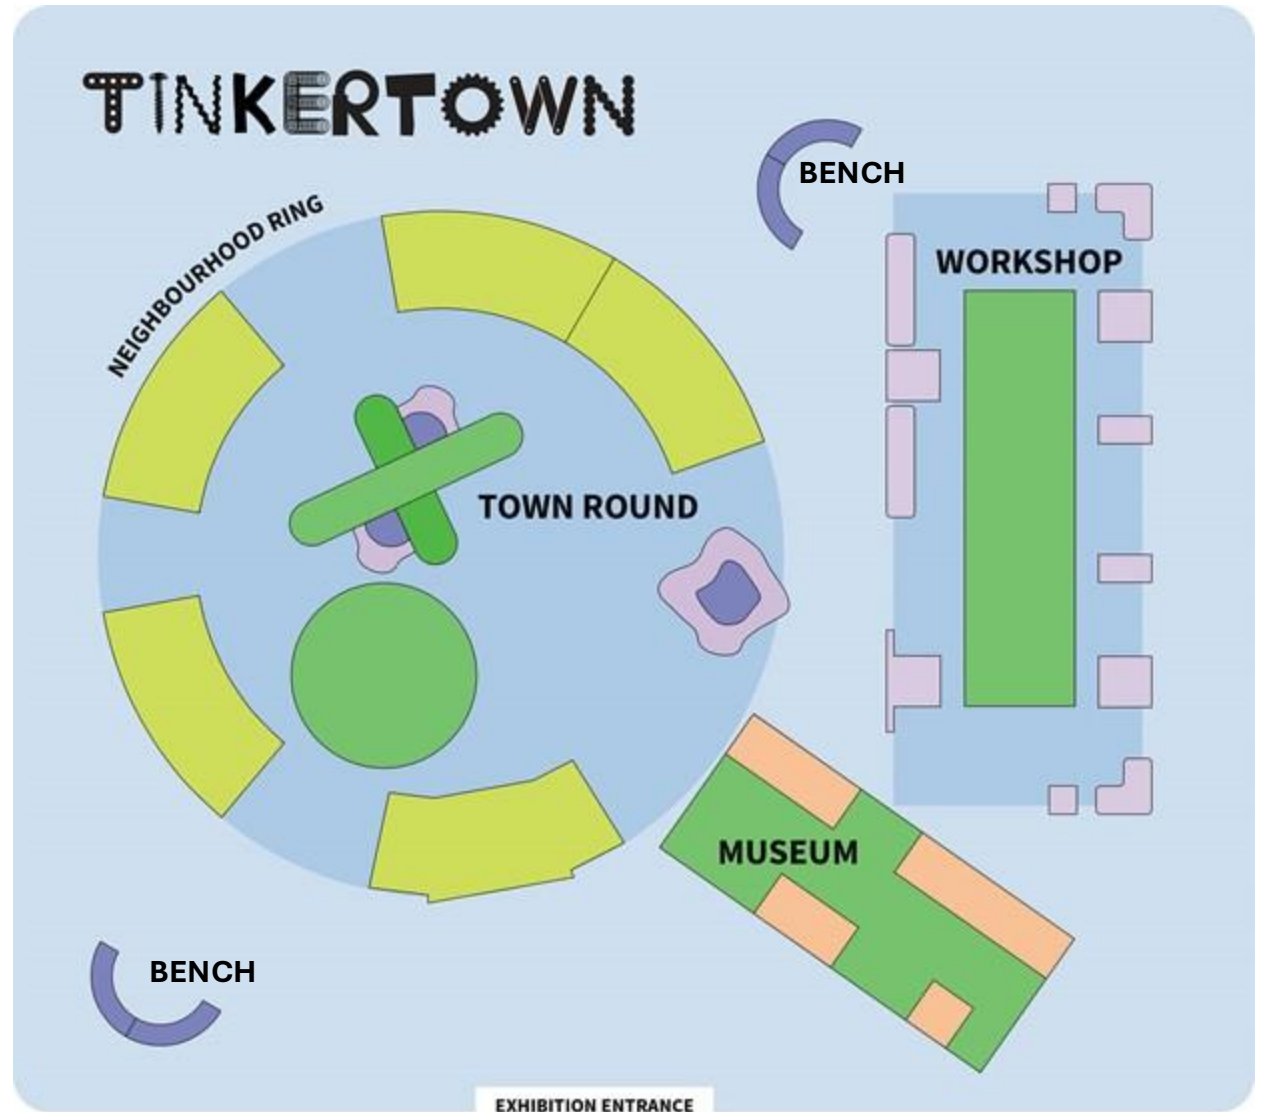 TINKERTOWN
BENCH
NEIGHBOURHOOD RING
WORKSHOP
TOWN ROUND
MUSEUM
BENCH
EXHIBITION ENTRANCE